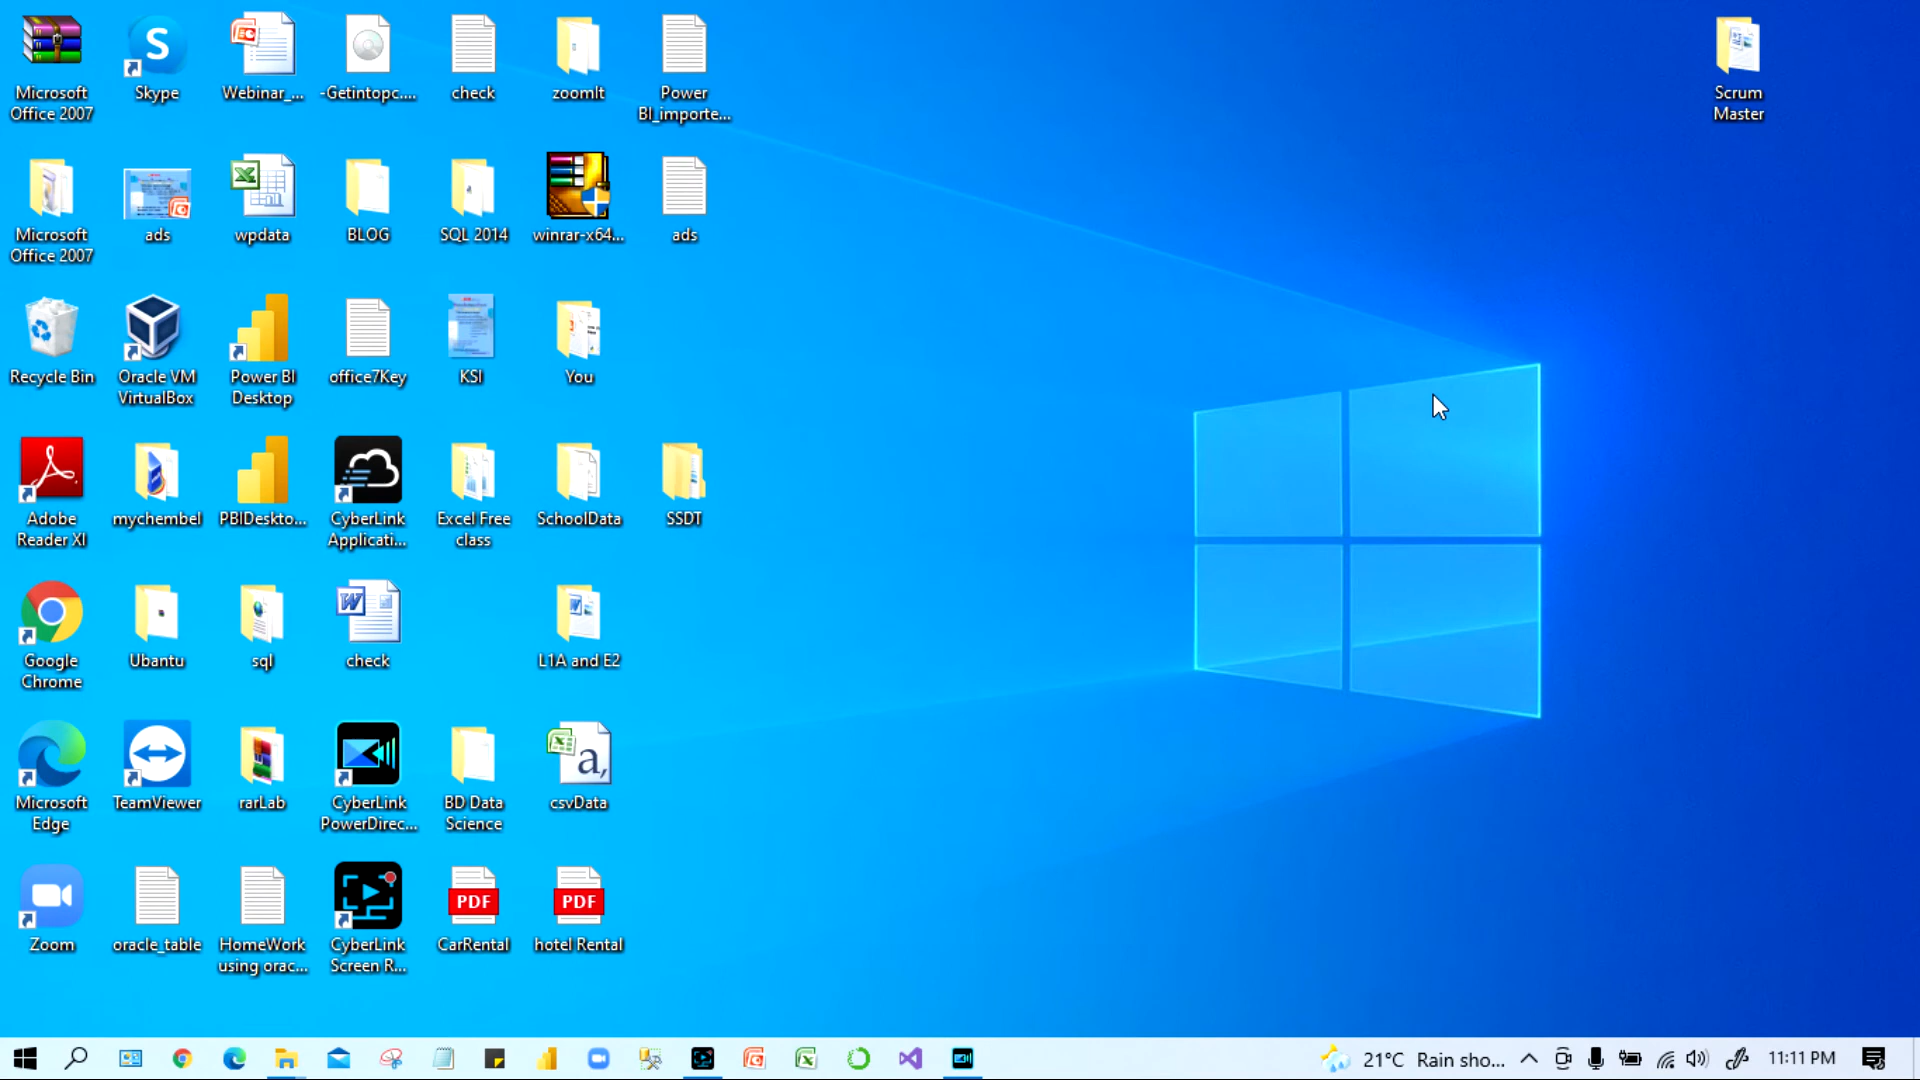 Microsoft
Office 2007
Skype
Webinar_...
-Getintopc....
check
zoomIt
Power
BI_importe...
Scrum
Master
Microsoft
Office 2007
ads
wpdata
BLOG
SQL 2014
winrar-x64...
ads
Recycle Bin
Oracle VM
VirtualBox
Power BI
Desktop
office7Key
KSI
You
Adobe
Reader XI
mychembel
PBIDeskto...
CyberLink
Applicati...
Excel Free
class
SchoolData
SSDT
Google
Chrome
Ubantu
sql
check
L1A and E2
Microsoft
Edge
TeamViewer
rarLab
CyberLink
PowerDirec...
BD Data
Science
a,
csvData
Zoom
oracle_table
HomeWork
using orac...
CyberLink
Screen R...
PDF
CarRental
PDF
hotel Rental
21°C Rain sho...
11:11 PM